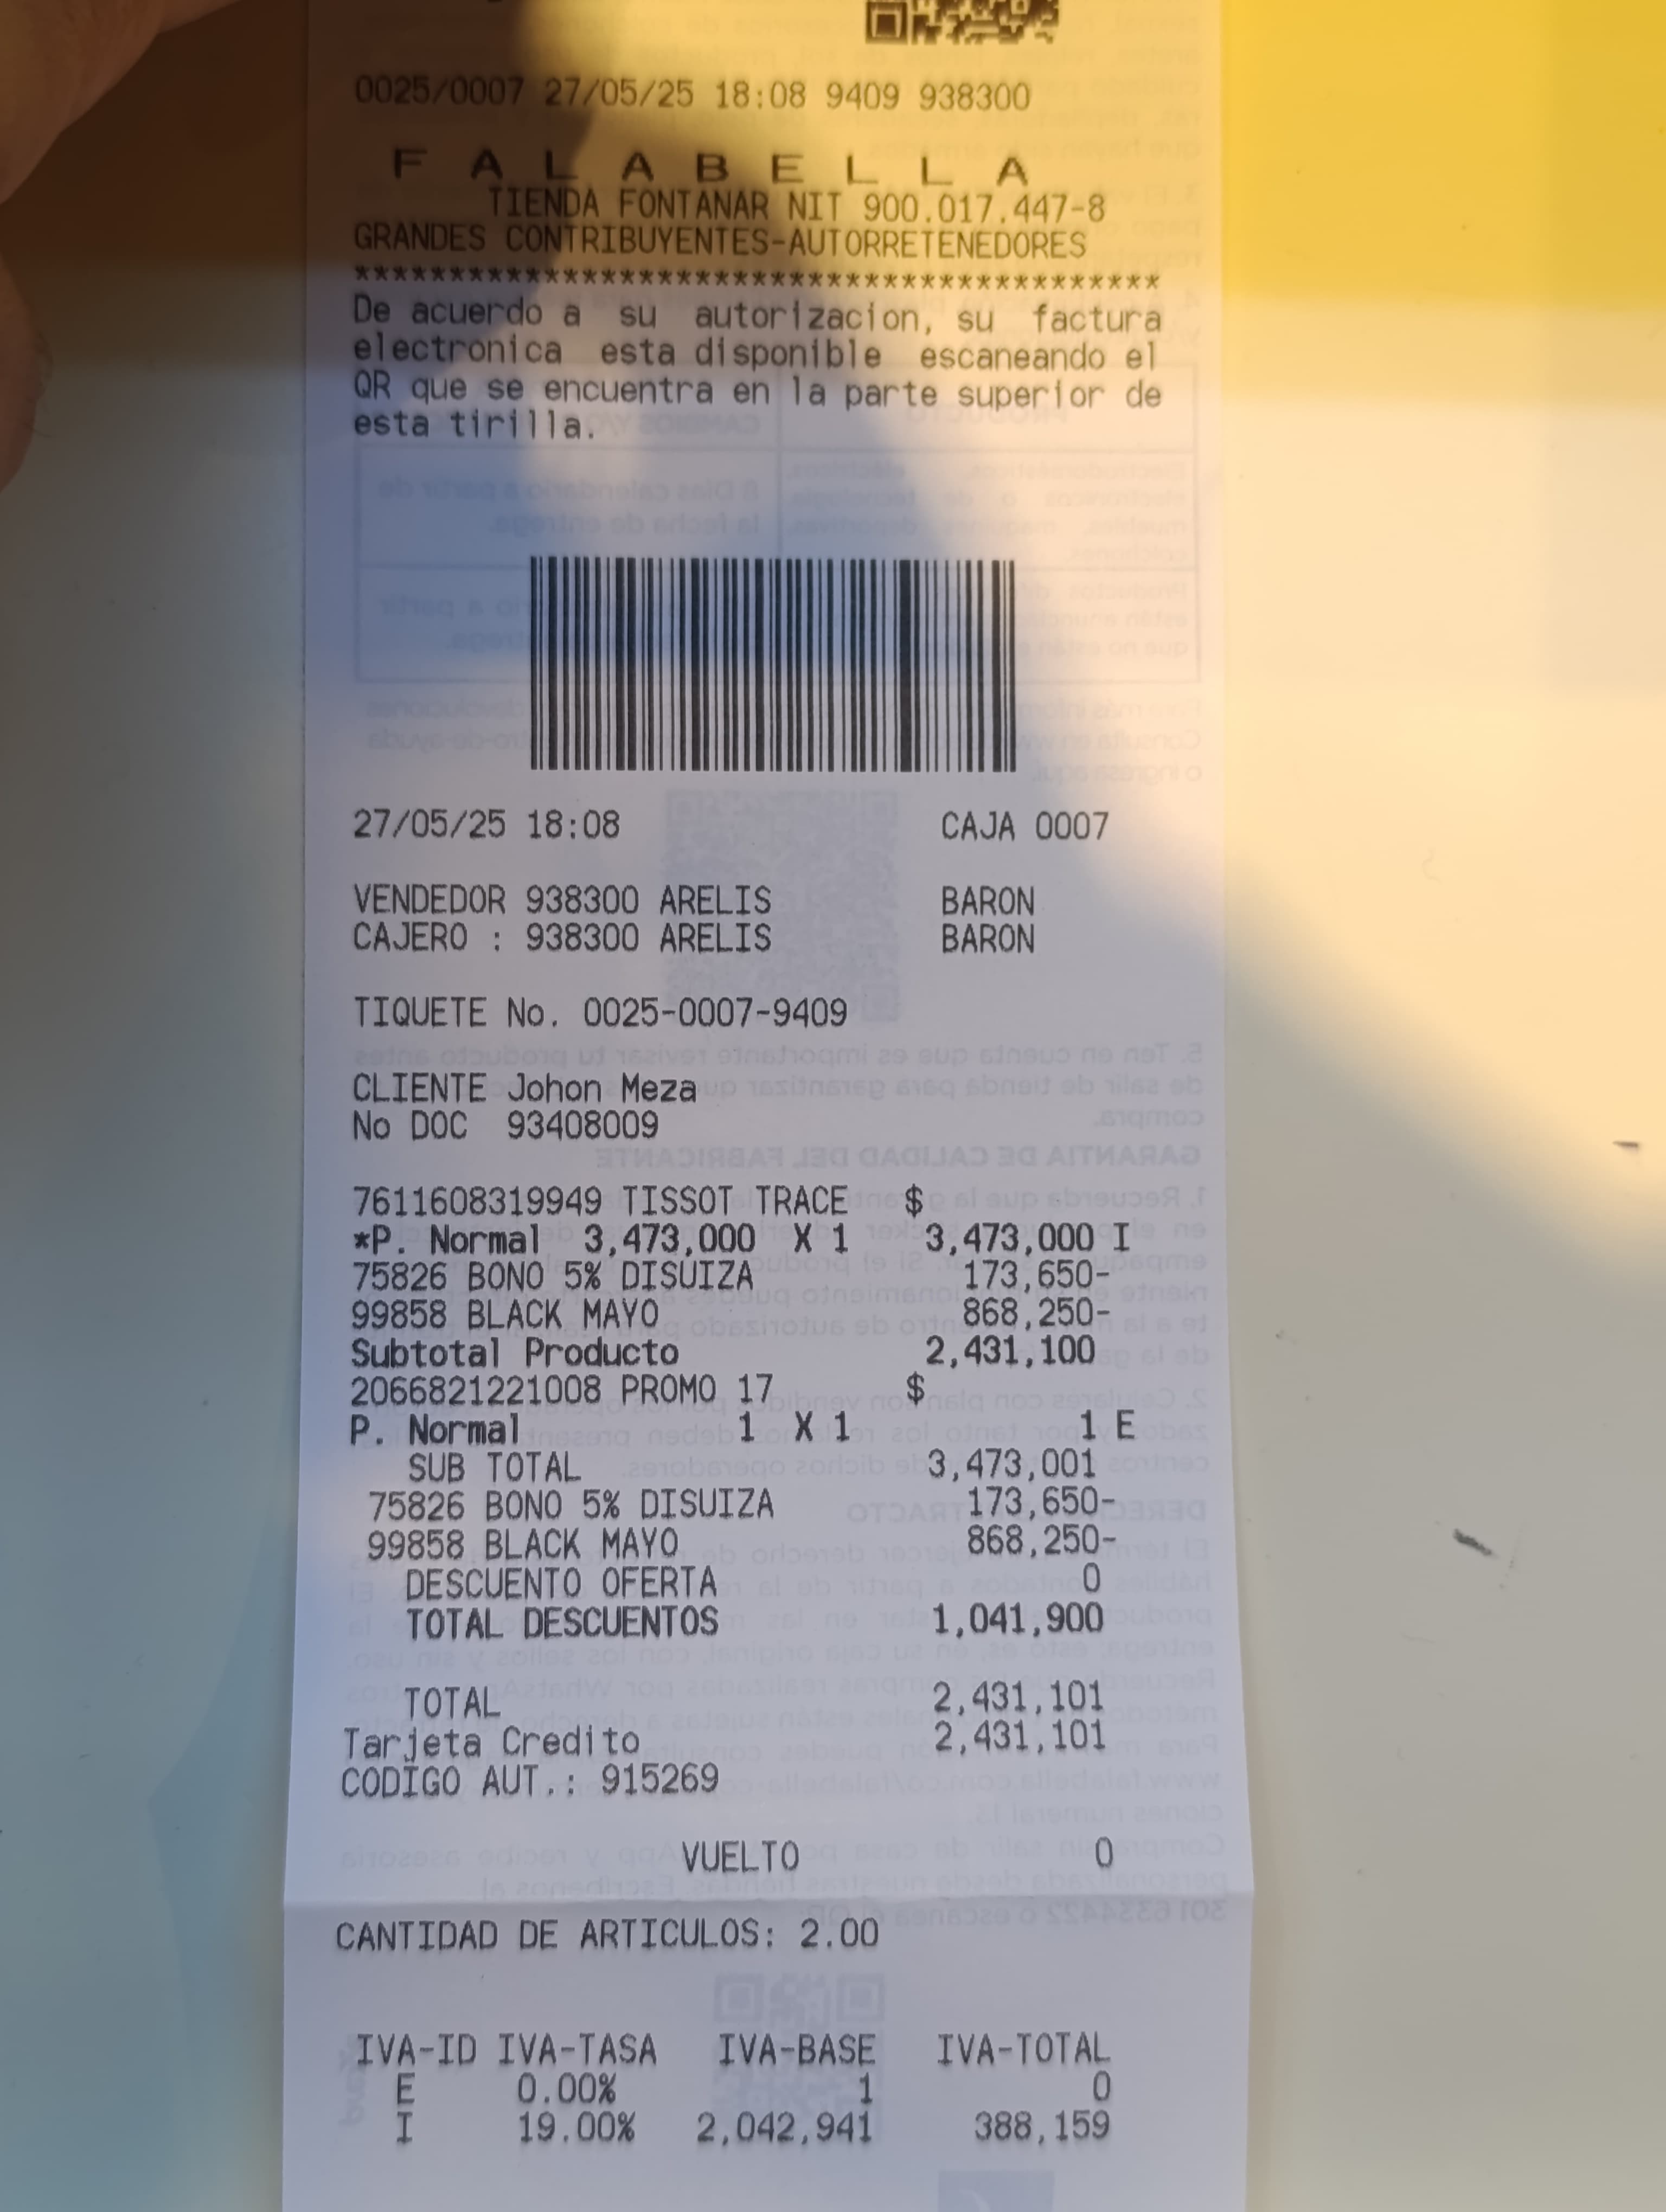 0025/0007 27/05/25 18:08 9409 938300
FALABELLA
TIENDA FONTANAR NIT 900.017.447-8
GRANDES CONTRIBUYENTES-AUTORRETENEDORES
*******************************************
De acuerdo a su autorizacion, su factura
electronica esta disponible escaneando el
QR que se encuentra en la parte superior de
esta tirilla.
27/05/25 18:08 CAJA 0007
VENDEDOR 938300 ARELIS BARON
CAJERO : 938300 ARELIS BARON
TIQUETE No. 0025-0007-9409
CLIENTE Johon Meza
No DOC 93408009
7611608319949 TISSOT TRACE $
*P. Normal 3,473,000 X 1 3,473,000 I
75826 BONO 5% DISUIZA 173,650-
99858 BLACK MAYO 868,250-
Subtotal Producto 2,431,100
2066821221008 PROMO 17 $
P. Normal 1 X 1 1 E
SUB TOTAL 3,473,001
75826 BONO 5% DISUIZA 173,650-
99858 BLACK MAYO 868,250-
DESCUENTO OFERTA 0
TOTAL DESCUENTOS 1,041,900
TOTAL 2,431,101
Tarjeta Credito 2,431,101
CODIGO AUT.: 915269
VUELTO 0
CANTIDAD DE ARTICULOS: 2.00
IVA-ID IVA-TASA IVA-BASE IVA-TOTAL
E 0.00% 1 0
I 19.00% 2,042,941 388,159